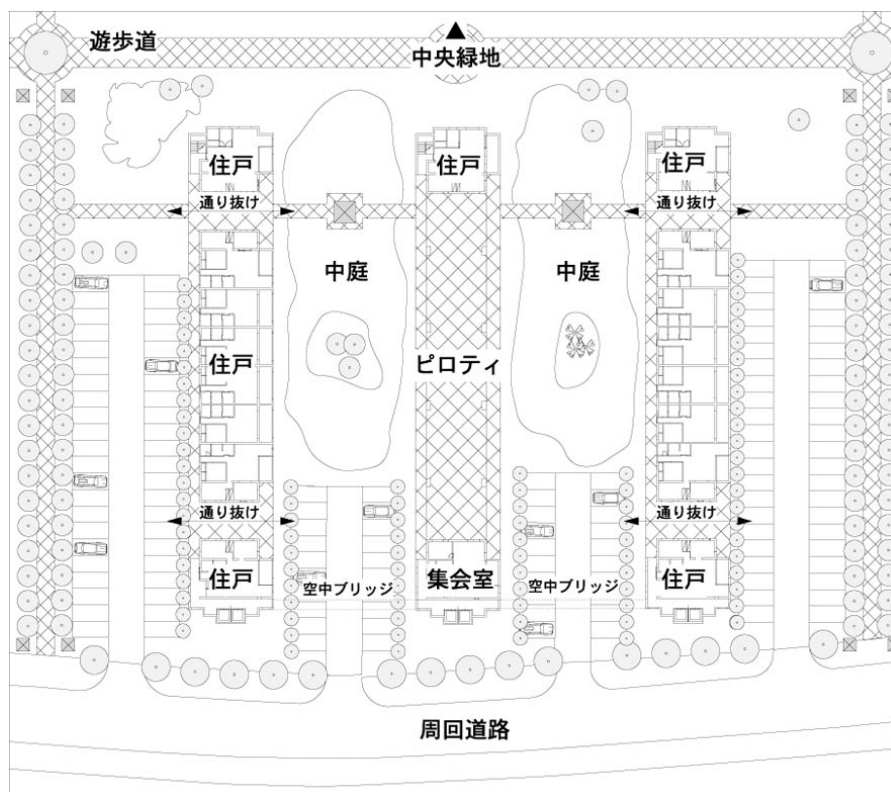 遊歩道
中央緑地
住戸
住戸
住戸
通り抜け
通り抜け
中庭
中庭
住戸
ピロティ
通り抜け
通り抜け
住戸
空中ブリッジ
集会室
空中ブリッジ
住戸
周回道路